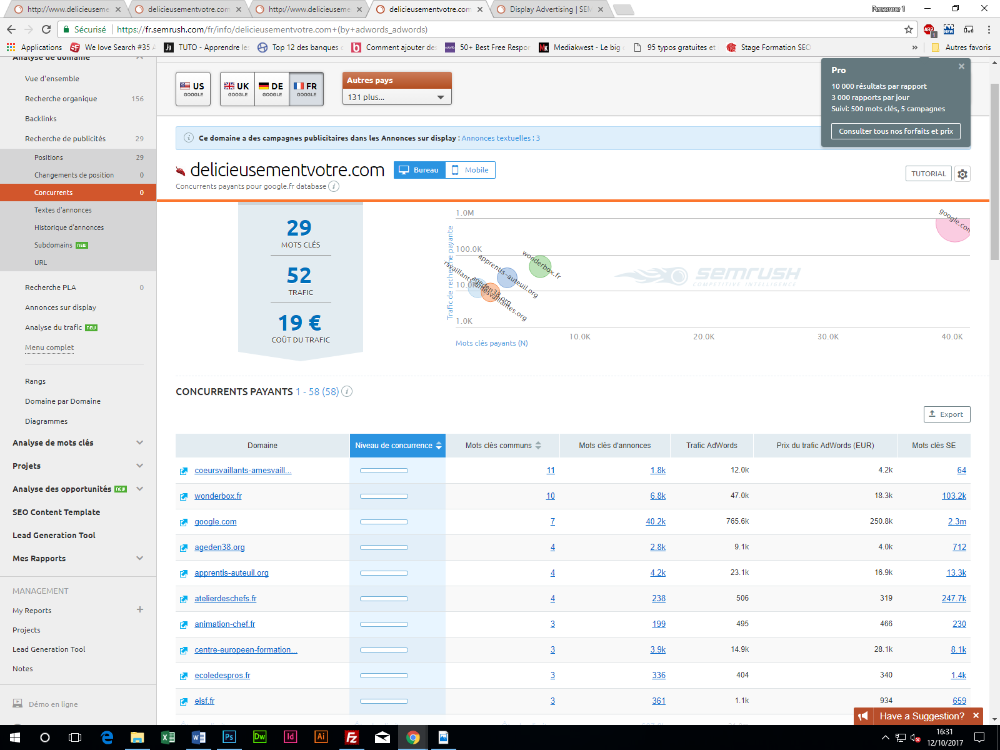 http://www.delicieuseme
delicieusementvotre.com
http://www.delicieuseme
delicieusementvotre.com
Display Advertising | SEM
Personne 1
Sécurisé
https://fr.semrush.com/fr/info/delicieusementvotre.com+(by+adwords_adwords)
ABP
1
NEW
Applications
We love Search #35
TUTO - Apprendre le
Top 12 des banques
Comment ajouter de
50+ Best Free Respor
Mediakwest - Le big
95 typos gratuites et
Stage Formation SEO
»
Autres favoris
Analyse de domaine
Vue d'ensemble
Recherche organique 156
Backlinks
Recherche de publicités 29
Positions 29
Changements de position 0
Concurrents 0
Textes d'annonces
Historique d'annonces
Subdomains NEW
URL
Recherche PLA 0
Annonces sur display
Analyse du trafic NEW
Menu complet
Rangs
Domaine par Domaine
Diagrammes
Analyse de mots clés
Projets
Analyse des opportunités NEW
SEO Content Template
Lead Generation Tool
Mes Rapports
MANAGEMENT
My Reports +
Projects
Lead Generation Tool
Notes
Démo en ligne
US GOOGLE
UK GOOGLE
DE GOOGLE
FR GOOGLE
Autres pays
131 plus...
Pro
10 000 résultats par rapport
3 000 rapports par jour
Suivi: 500 mots clés, 5 campagnes
Consulter tous nos forfaits et prix
Ce domaine a des campagnes publicitaires dans les Annonces sur display : Annonces textuelles : 3
delicieusementvotre.com
Bureau
Mobile
TUTORIAL
Concurrents payants pour google.fr database
29
MOTS CLÉS
52
TRAFIC
19 €
COÛT DU TRAFIC
Trafic de recherche payante
1.0M
100.0K
10.0K
1.0K
google.com
wonderbox.fr
apprentis-auteuil.org
ageden38.org
rsvaillants-amesvaillantes.org
SEMRUSH
COMPETITIVE INTELLIGENCE
10.0K
20.0K
30.0K
40.0K
Mots clés payants (N)
CONCURRENTS PAYANTS 1 - 58 (58)
Export
Domaine Niveau de concurrence Mots clés communs Mots clés d'annonces Trafic AdWords Prix du trafic AdWords (EUR) Mots clés SE
coeursvaillants-amesvaill... 11 1.8k 12.0k 4.2k 64
wonderbox.fr 10 6.8k 47.0k 18.3k 103.2k
google.com 7 40.2k 765.6k 250.8k 2.3m
ageden38.org 4 2.8k 9.1k 4.0k 712
apprentis-auteuil.org 4 4.2k 23.1k 16.9k 13.3k
atelierdeschefs.fr 4 238 506 319 247.7k
animation-chef.fr 3 199 495 466 230
centre-europeen-formation... 3 3.9k 14.9k 28.1k 8.1k
ecoledespros.fr 3 336 404 340 1.4k
eisf.fr 3 361 1.1k 934 659
Have a Suggestion?
16:31
12/10/2017